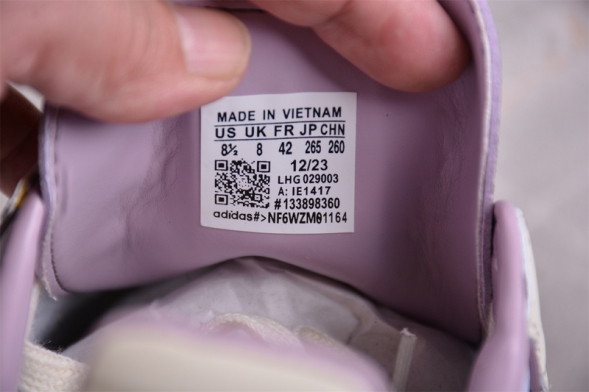 MADE IN VIETNAM
US UK FR JP CHN
8½ 8 42 265 260
12/23
LHG 029003
A: IE1417
#133898360
adidas#>NF6WZM01164